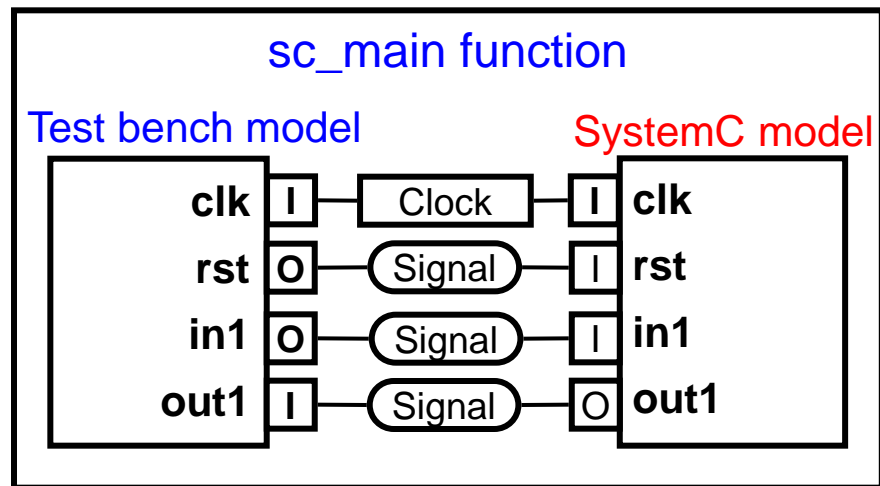 sc_main function
Test bench model
SystemC model
clk I Clock I clk
rst O Signal I rst
in1 O Signal I in1
out1 I Signal O out1